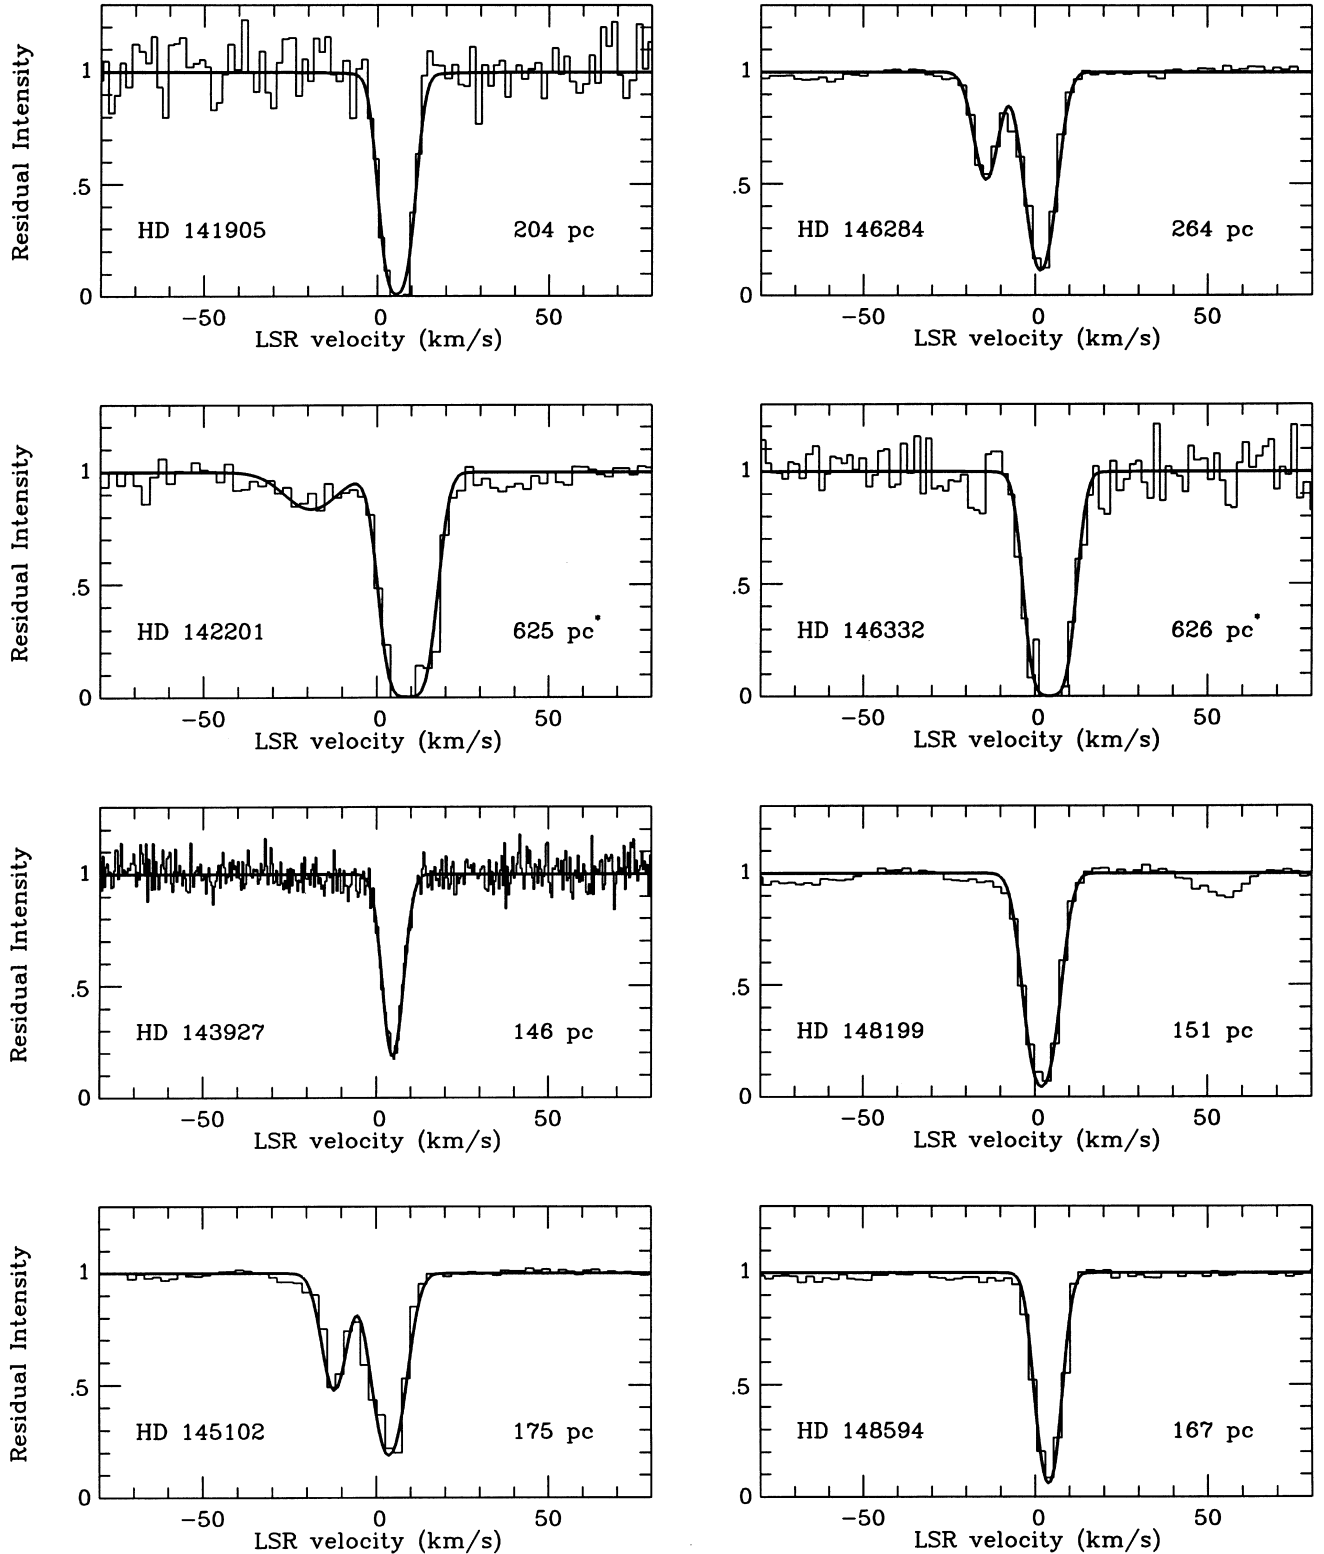 Residual Intensity
1
.5
0
HD 141905 204 pc
−50 0 50
LSR velocity (km/s)
1
.5
0
HD 146284 264 pc
−50 0 50
LSR velocity (km/s)
Residual Intensity
1
.5
0
HD 142201 625 pc*
−50 0 50
LSR velocity (km/s)
1
.5
0
HD 146332 626 pc*
−50 0 50
LSR velocity (km/s)
Residual Intensity
1
.5
0
HD 143927 146 pc
−50 0 50
LSR velocity (km/s)
1
.5
0
HD 148199 151 pc
−50 0 50
LSR velocity (km/s)
Residual Intensity
1
.5
0
HD 145102 175 pc
−50 0 50
LSR velocity (km/s)
1
.5
0
HD 148594 167 pc
−50 0 50
LSR velocity (km/s)